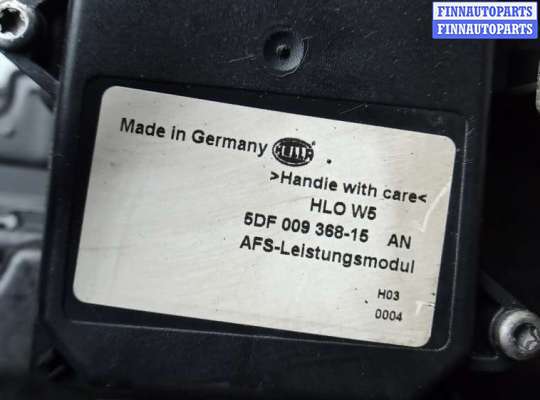 FINNAUTOPARTS
FINNAUTOPARTS
Made in Germany HELLA .
>Handle with care<
HLO W5
5DF 009 368-15 AN
AFS-Leistungsmodul
H03
0004